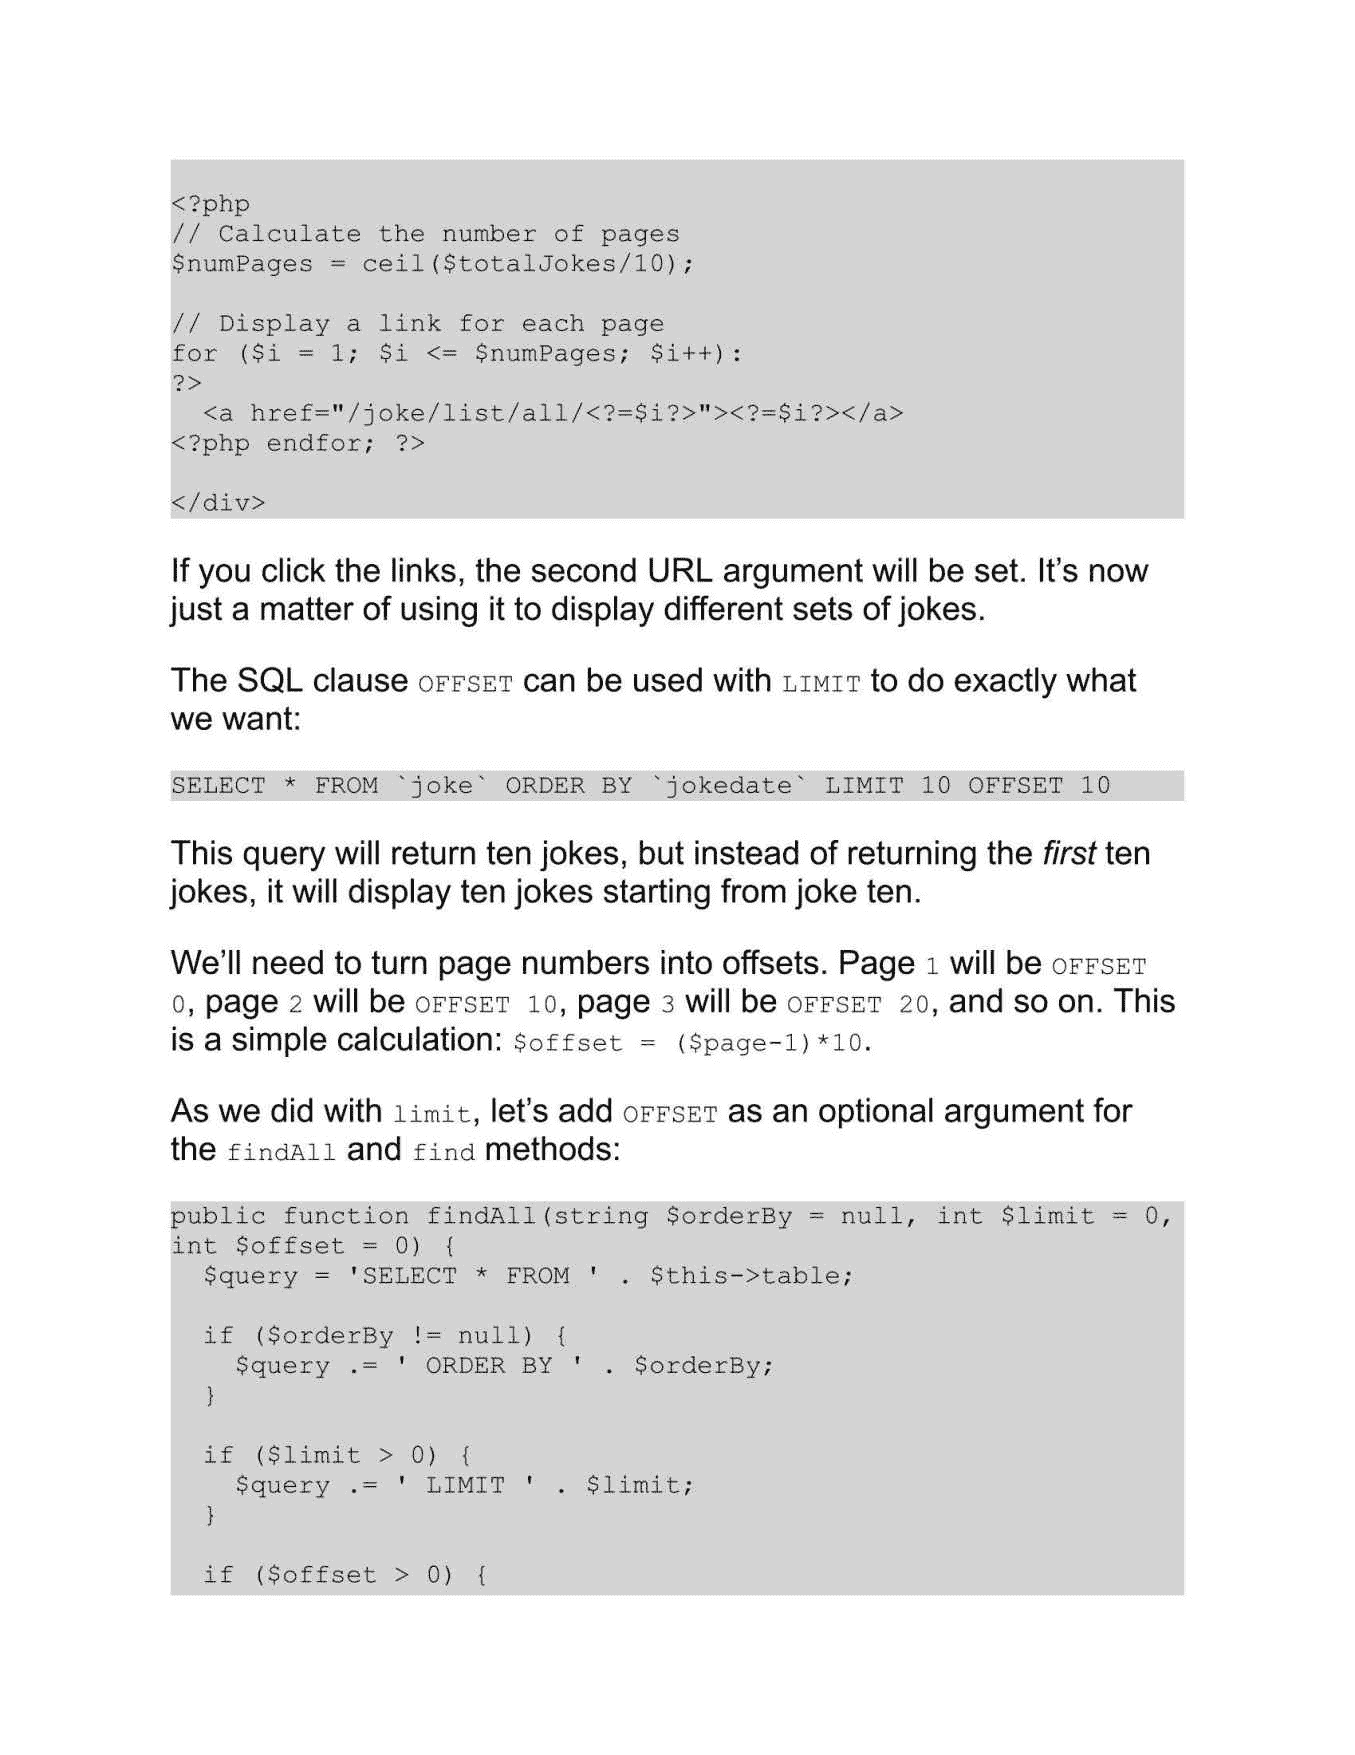 <?php
// Calculate the number of pages
$numPages = ceil($totalJokes/10);
// Display a link for each page
for ($i = 1; $i <= $numPages; $i++):
?>
  <a href="/joke/list/all/<?=$i?>"><?=$i?></a>
<?php endfor; ?>
</div>
If you click the links, the second URL argument will be set. It’s now
just a matter of using it to display different sets of jokes.
The SQL clause OFFSET can be used with LIMIT to do exactly what
we want:
SELECT * FROM `joke` ORDER BY `jokedate` LIMIT 10 OFFSET 10
This query will return ten jokes, but instead of returning the first ten
jokes, it will display ten jokes starting from joke ten.
We’ll need to turn page numbers into offsets. Page 1 will be OFFSET
0, page 2 will be OFFSET 10, page 3 will be OFFSET 20, and so on. This
is a simple calculation: $offset = ($page-1)*10.
As we did with limit, let’s add OFFSET as an optional argument for
the findAll and find methods:
public function findAll(string $orderBy = null, int $limit = 0,
int $offset = 0) {
  $query = 'SELECT * FROM ' . $this->table;
  if ($orderBy != null) {
    $query .= ' ORDER BY ' . $orderBy;
  }
  if ($limit > 0) {
    $query .= ' LIMIT ' . $limit;
  }
  if ($offset > 0) {